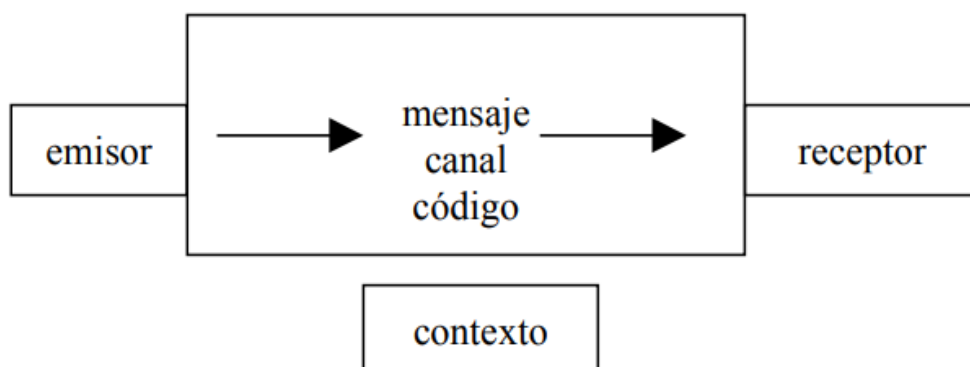 emisor
mensaje
canal
código
receptor
contexto